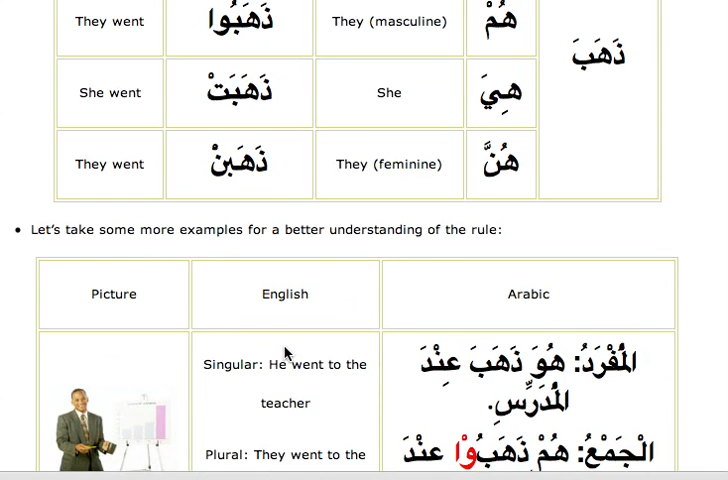 They went ذَهَبُوا They (masculine) هُمْ ذَهَبَ
She went ذَهَبَتْ She هِيَ
They went ذَهَبْنَ They (feminine) هُنَّ
• Let’s take some more examples for a better understanding of the rule:
Picture English Arabic
Singular: He went to the
teacher
Plural: They went to the
المُفْرَدُ: هُوَ ذَهَبَ عِنْدَ
المُدَرِّسِ.
الْجَمْعُ: هُمْ ذَهَبُوْا عِنْدَ